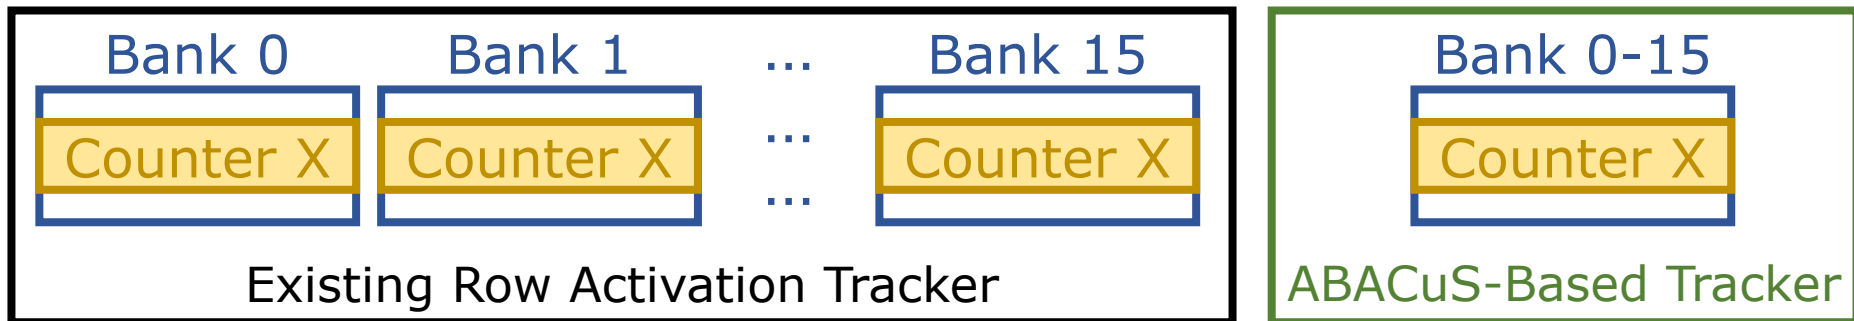 Bank 0 Bank 1 ... Bank 15
Counter X Counter X ... Counter X
...
Existing Row Activation Tracker
Bank 0-15
Counter X
ABACuS-Based Tracker